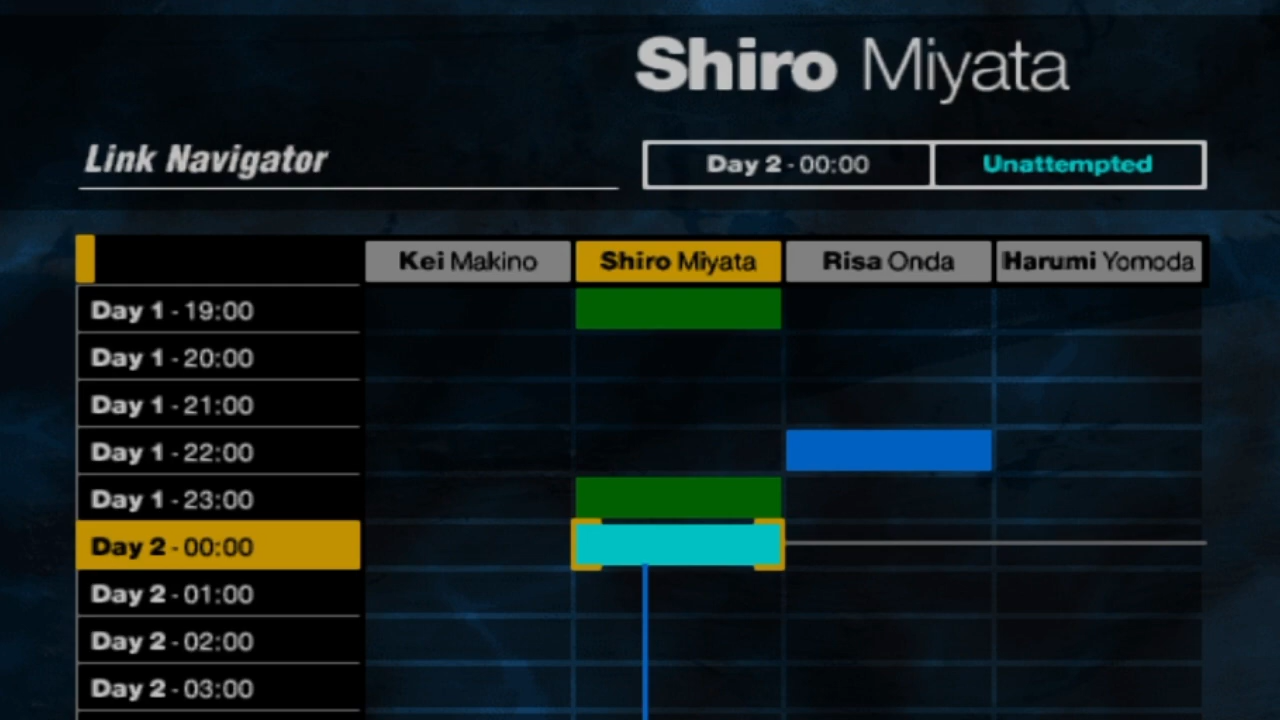 Shiro Miyata
Link Navigator
Day 2 - 00:00 Unattempted
Kei Makino Shiro Miyata Risa Onda Harumi Yomoda
Day 1 - 19:00
Day 1 - 20:00
Day 1 - 21:00
Day 1 - 22:00
Day 1 - 23:00
Day 2 - 00:00
Day 2 - 01:00
Day 2 - 02:00
Day 2 - 03:00